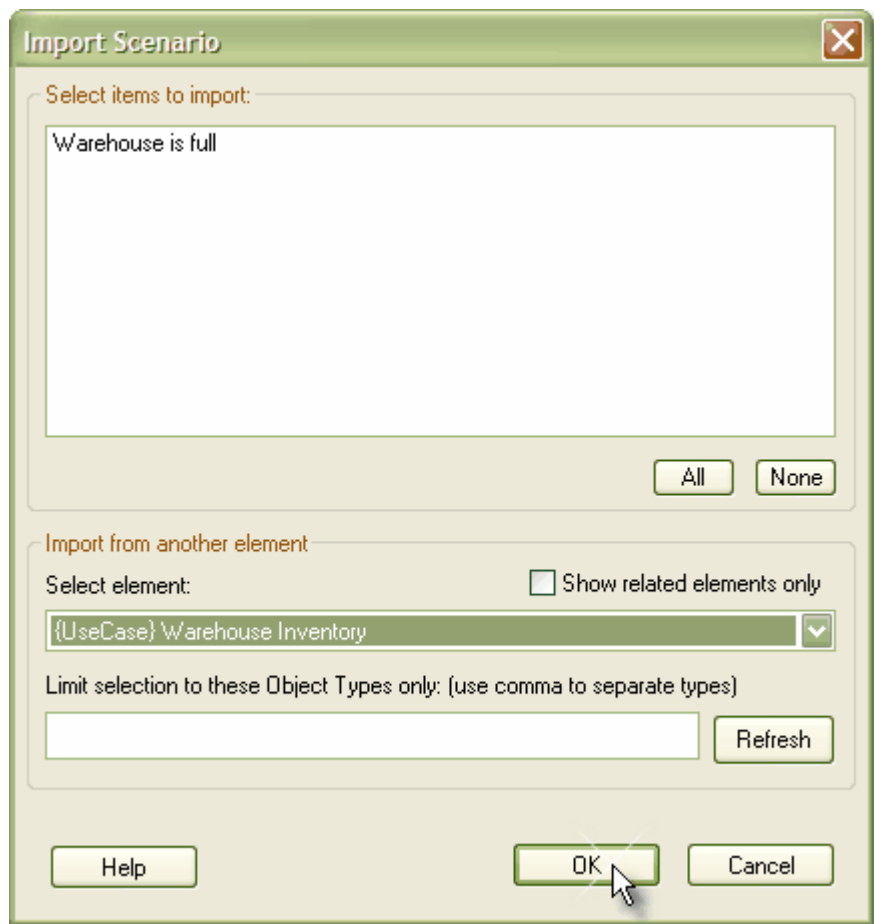 Import Scenario
Select items to import:
Warehouse is full
All None
Import from another element
Select element: Show related elements only
{UseCase} Warehouse Inventory
Limit selection to these Object Types only: (use comma to separate types)
Refresh
Help OK Cancel